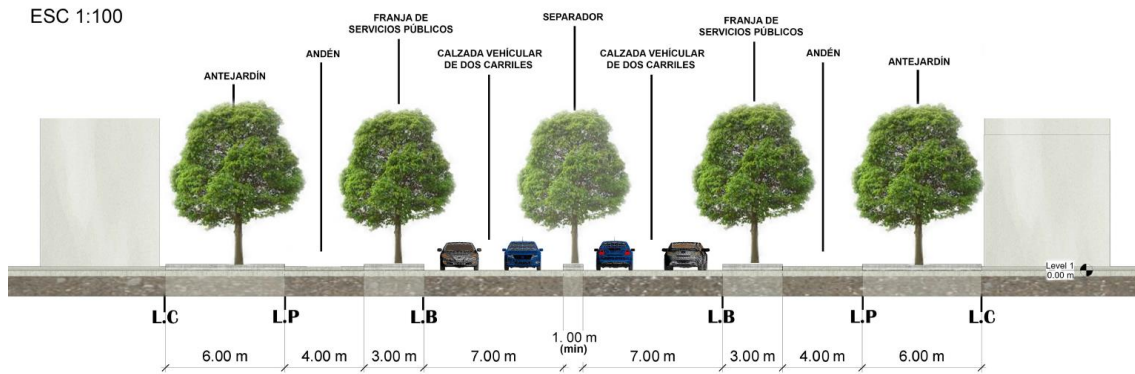 ESC 1:100
ANTEJARDÍN
ANDÉN
FRANJA DE
SERVICIOS PÚBLICOS
CALZADA VEHÍCULAR
DE DOS CARRILES
SEPARADOR
CALZADA VEHÍCULAR
DE DOS CARRILES
FRANJA DE
SERVICIOS PÚBLICOS
ANDÉN
ANTEJARDÍN
Level 1
0.00 m
L.C
L.P
L.B
L.B
L.P
L.C
6.00 m
4.00 m
3.00 m
7.00 m
1. 00 m
(min)
7.00 m
3.00 m
4.00 m
6.00 m